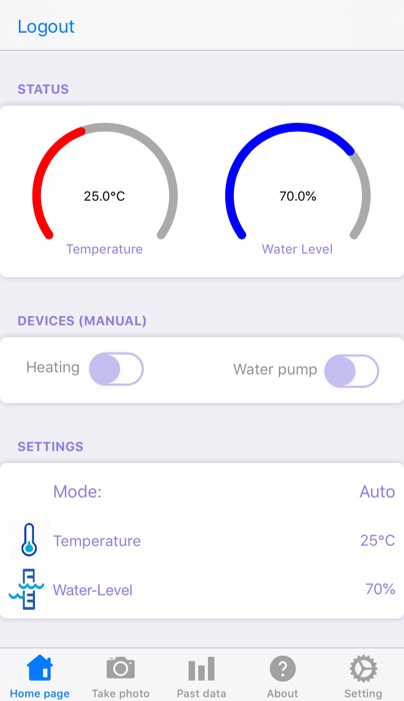 Logout
STATUS
25.0°C
70.0%
Temperature
Water Level
DEVICES (MANUAL)
Heating
Water pump
SETTINGS
Mode: Auto
Temperature 25°C
Water-Level 70%
Home page Take photo Past data About Setting